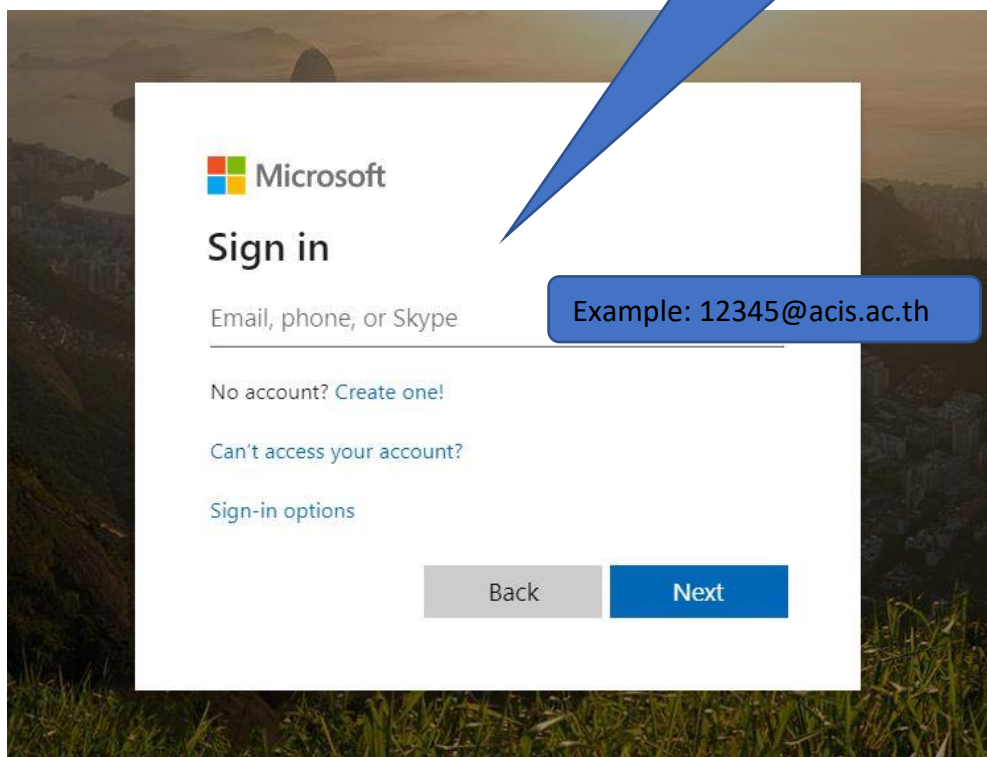 Microsoft
Sign in
Email, phone, or Skype
Example: 12345@acis.ac.th
No account? Create one!
Can't access your account?
Sign-in options
Back
Next